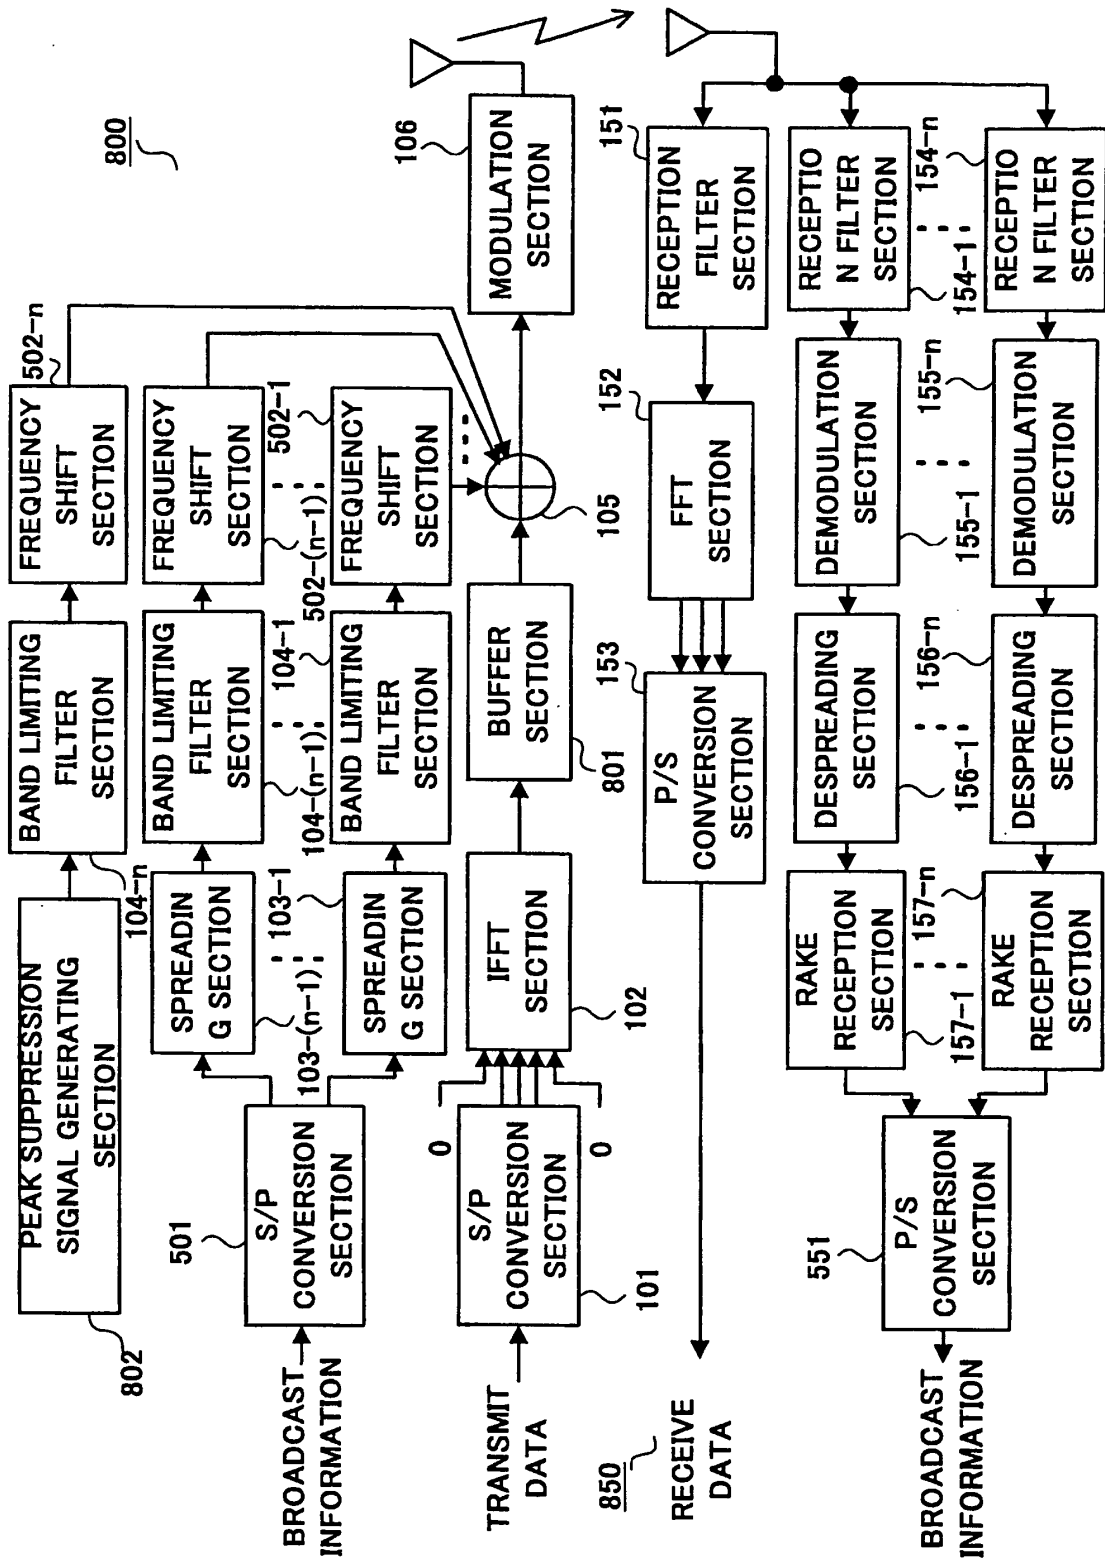 800
PEAK SUPPRESSION
SIGNAL GENERATING
SECTION
802
BAND LIMITING
FILTER
SECTION
104-n
FREQUENCY
SHIFT
SECTION
502-n
BROADCAST
INFORMATION
501
S/P
CONVERSION
SECTION
SPREADIN
G SECTION
103-(n-1)
BAND LIMITING
FILTER
SECTION
104-(n-1)
FREQUENCY
SHIFT
SECTION
502-(n-1)
103-1
SPREADIN
G SECTION
104-1
BAND LIMITING
FILTER
SECTION
502-1
FREQUENCY
SHIFT
SECTION
TRANSMIT
DATA
S/P
CONVERSION
SECTION
101
0
0
IFFT
SECTION
102
BUFFER
SECTION
801
105
106
MODULATION
SECTION
850
RECEIVE
DATA
153
P/S
CONVERSION
SECTION
152
FFT
SECTION
151
RECEPTION
FILTER
SECTION
BROADCAST
INFORMATION
551
P/S
CONVERSION
SECTION
RAKE
RECEPTION
SECTION
157-1
DESPREADING
SECTION
156-1
DEMODULATION
SECTION
155-1
RECEPTIO
N FILTER
SECTION
154-1
157-n
RAKE
RECEPTION
SECTION
156-n
DESPREADING
SECTION
155-n
DEMODULATION
SECTION
154-n
RECEPTIO
N FILTER
SECTION